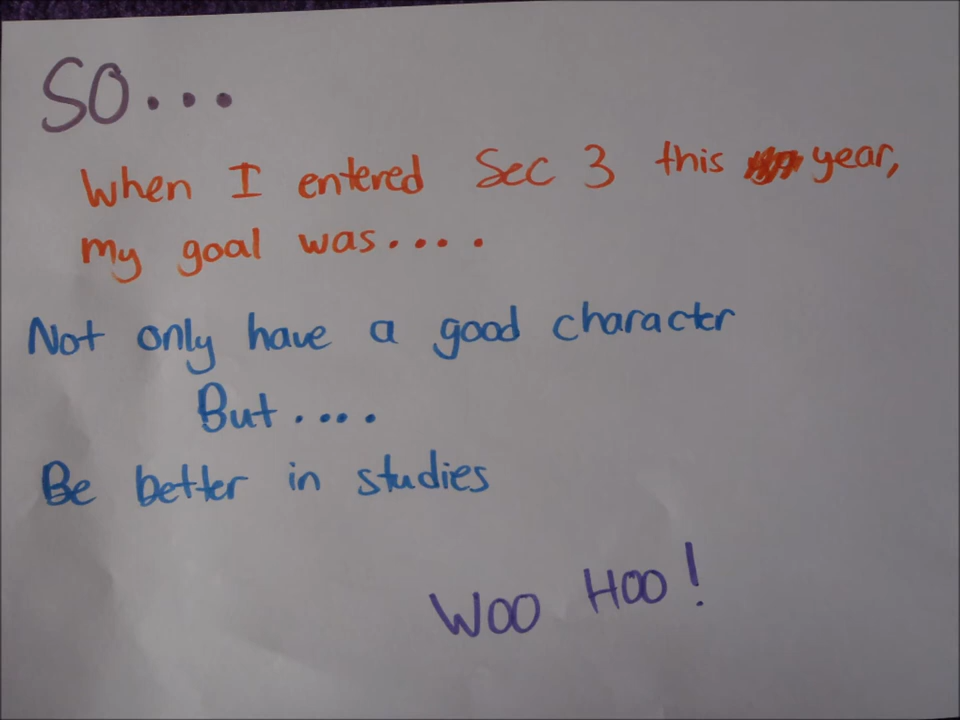 SO...
When I entered Sec 3 this year,
my goal was....
Not only have a good character
But....
Be better in studies
WOO HOO!